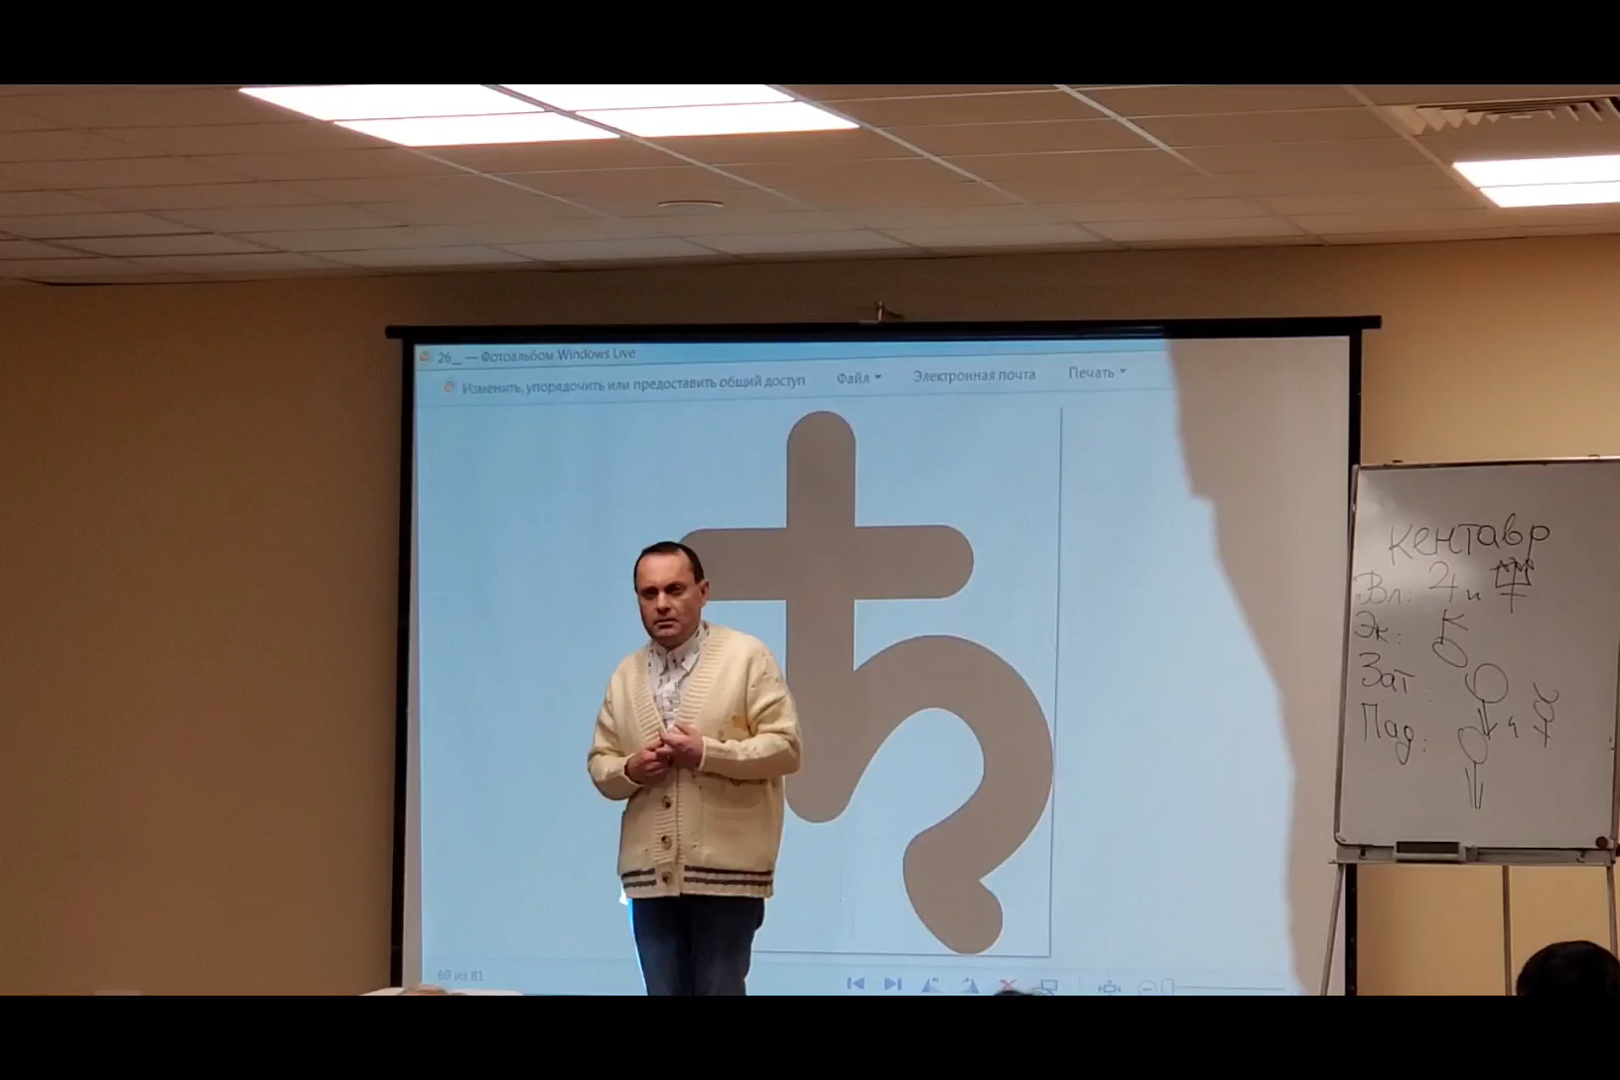 26_ — Фотоальбом Windows Live
Изменить, упорядочить или предоставить общий доступ Файл Электронная почта Печать
69 из 81
кентавр
Вл: ♃ и
Эк:
Зат
Пад: